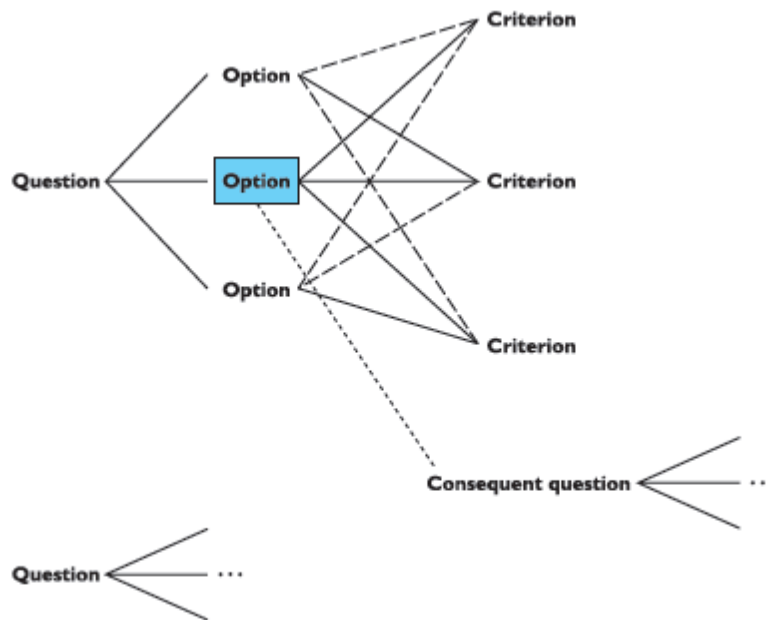 Criterion
Option
Question
Option
Criterion
Option
Criterion
Consequent question
..
Question
...